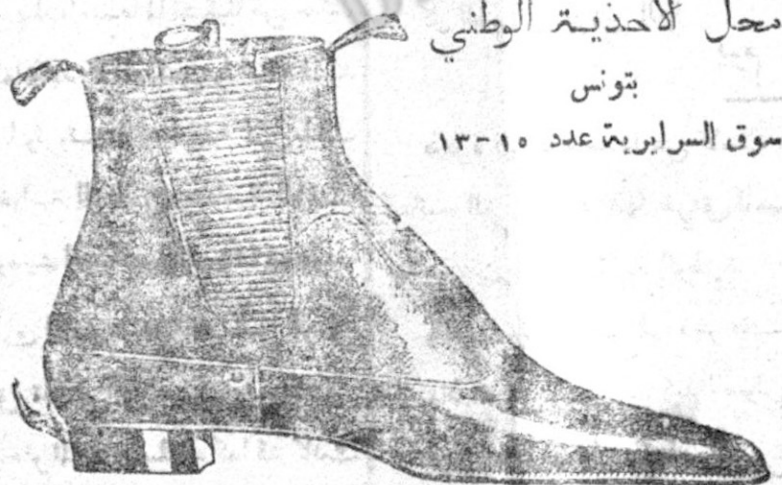 محل الاحذية الوطني
بتونس
سوق السرايرية عدد ١٥-١٣